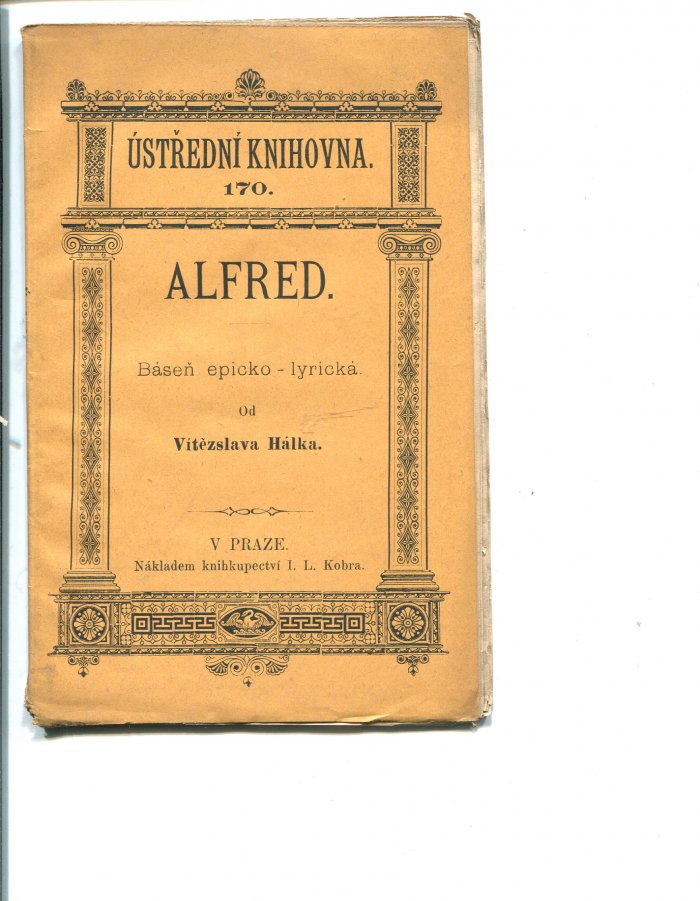 ÚSTŘEDNÍ KNIHOVNA.
170.
ALFRED.
Báseň epicko - lyrická.
Od
Vítězslava Hálka.
V PRAZE.
Nákladem knihkupectví I. L. Kobra.